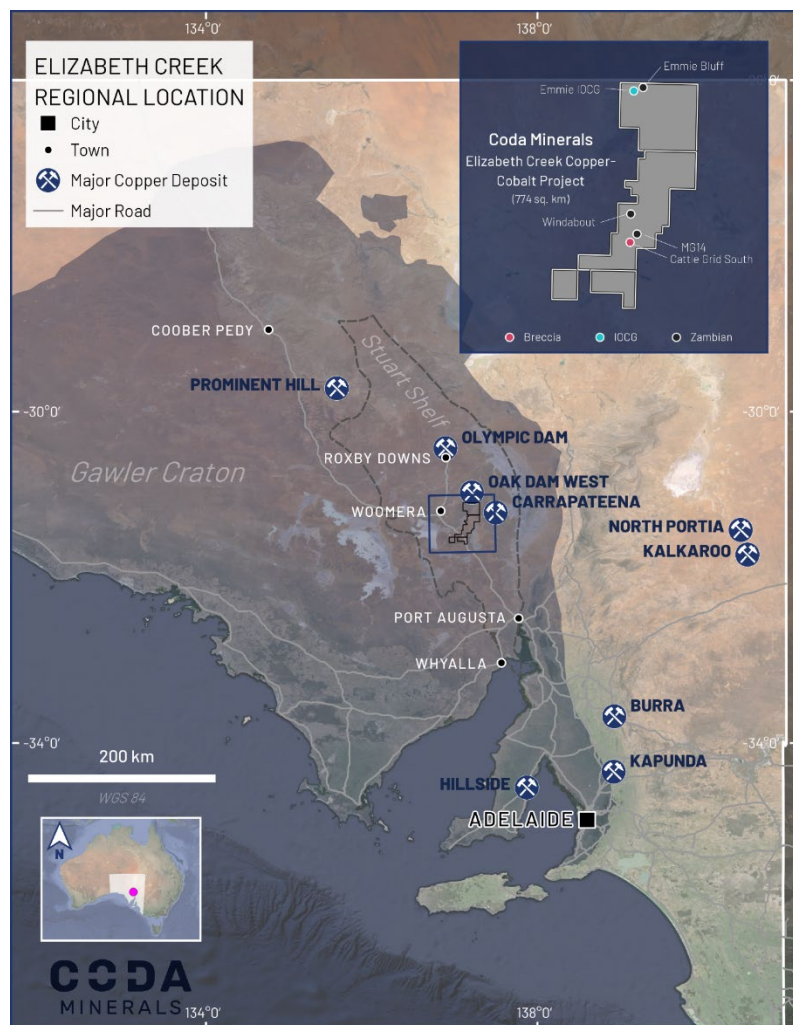 134°0'
138°0'
ELIZABETH CREEK
REGIONAL LOCATION
City
Town
Major Copper Deposit
Major Road
Emmie Bluff
Emmie IOCG
Coda Minerals
Elizabeth Creek Copper-
Cobalt Project
(774 sq. km)
Windabout
MG14
Cattle Grid South
Breccia
IOCG
Zambian
COOBER PEDY
Stuart Shelf
PROMINENT HILL
-30°0'
-30°0'
OLYMPIC DAM
ROXBY DOWNS
Gawler Craton
OAK DAM WEST
CARRAPATEENA
WOOMERA
NORTH PORTIA
KALKAROO
PORT AUGUSTA
WHYALLA
BURRA
-34°0'
-34°0'
200 km
KAPUNDA
HILLSIDE
WGS 84
ADELAIDE
N
CODA
MINERALS
134°0'
138°0'